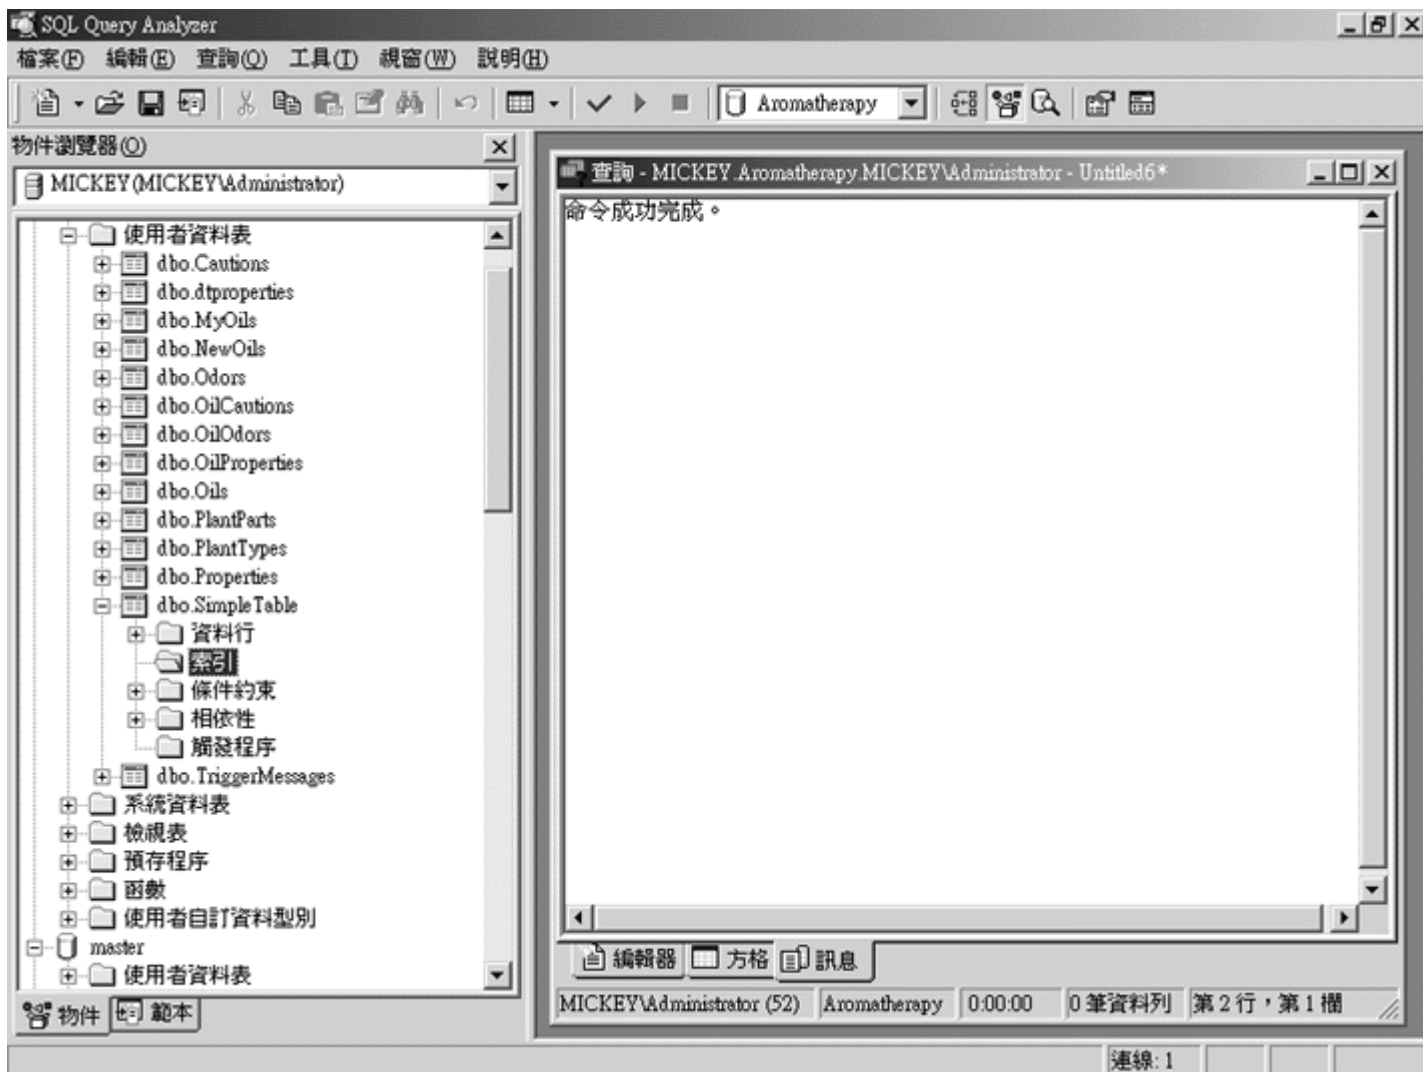 SQL Query Analyzer
檔案(F) 編輯(E) 查詢(Q) 工具(T) 視窗(W) 說明(H)
Aromatherapy
物件瀏覽器(O)
MICKEY (MICKEY\Administrator)
使用者資料表
dbo.Cautions
dbo.dtproperties
dbo.MyOils
dbo.NewOils
dbo.Odors
dbo.OilCautions
dbo.OilOdors
dbo.OilProperties
dbo.Oils
dbo.PlantParts
dbo.PlantTypes
dbo.Properties
dbo.SimpleTable
資料行
索引
條件約束
相依性
觸發程序
dbo.TriggerMessages
系統資料表
檢視表
預存程序
函數
使用者自訂資料型別
master
使用者資料表
物件 範本
查詢 - MICKEY.Aromatherapy.MICKEY\Administrator - Untitled6*
命令成功完成。
編輯器 方格 訊息
MICKEY\Administrator (52) Aromatherapy 0:00:00 0 筆資料列 第 2 行，第 1 欄
連線: 1